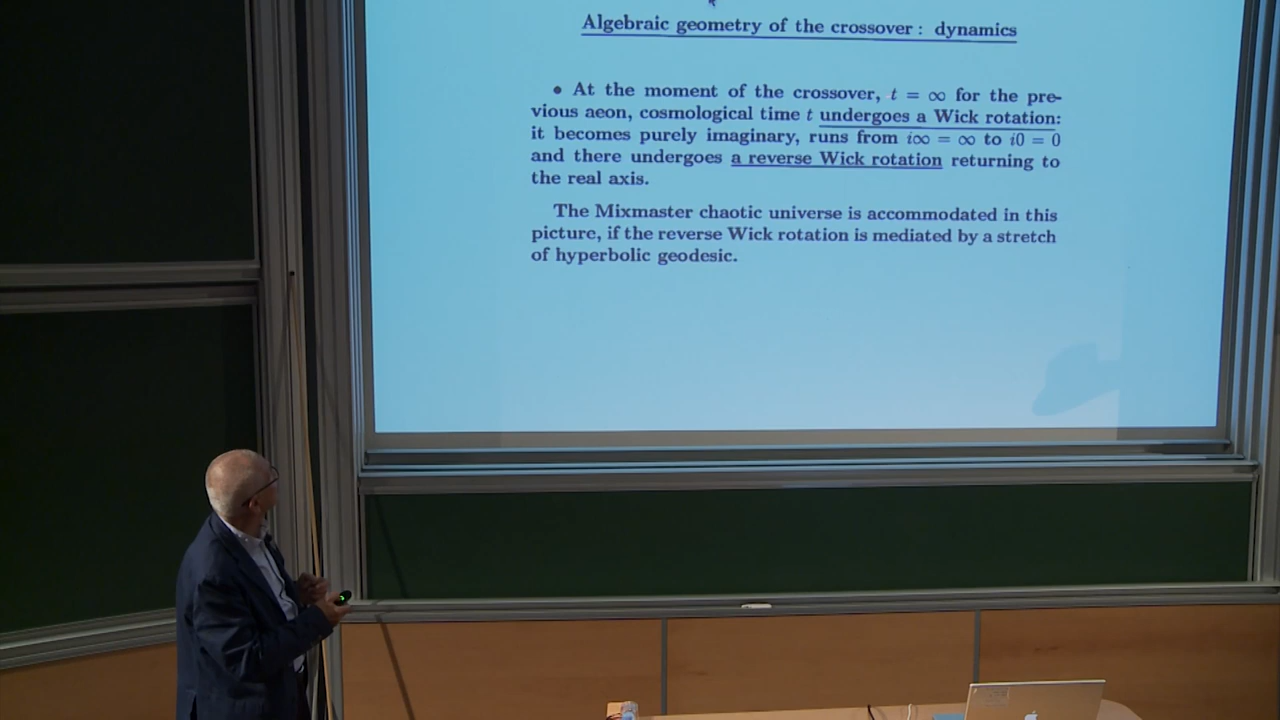 Algebraic geometry of the crossover : dynamics
• At the moment of the crossover, t = ∞ for the pre-
vious aeon, cosmological time t undergoes a Wick rotation:
it becomes purely imaginary, runs from i∞ = ∞ to i0 = 0
and there undergoes a reverse Wick rotation returning to
the real axis.
The Mixmaster chaotic universe is accommodated in this
picture, if the reverse Wick rotation is mediated by a stretch
of hyperbolic geodesic.